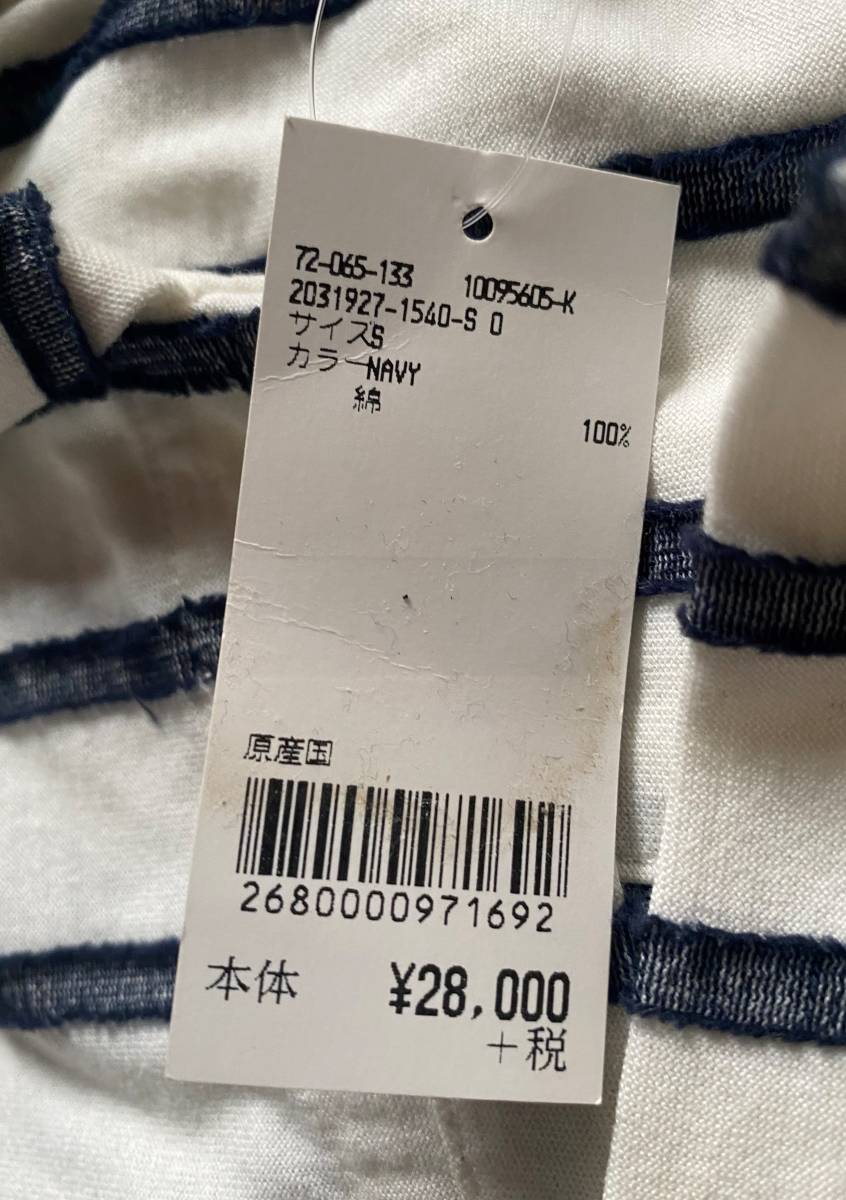 72-065-133 10095605-K
2031927-1540-S 0
サイズS
カラーNAVY
綿
100%
原産国
2680000971692
本体 ¥28,000
+税